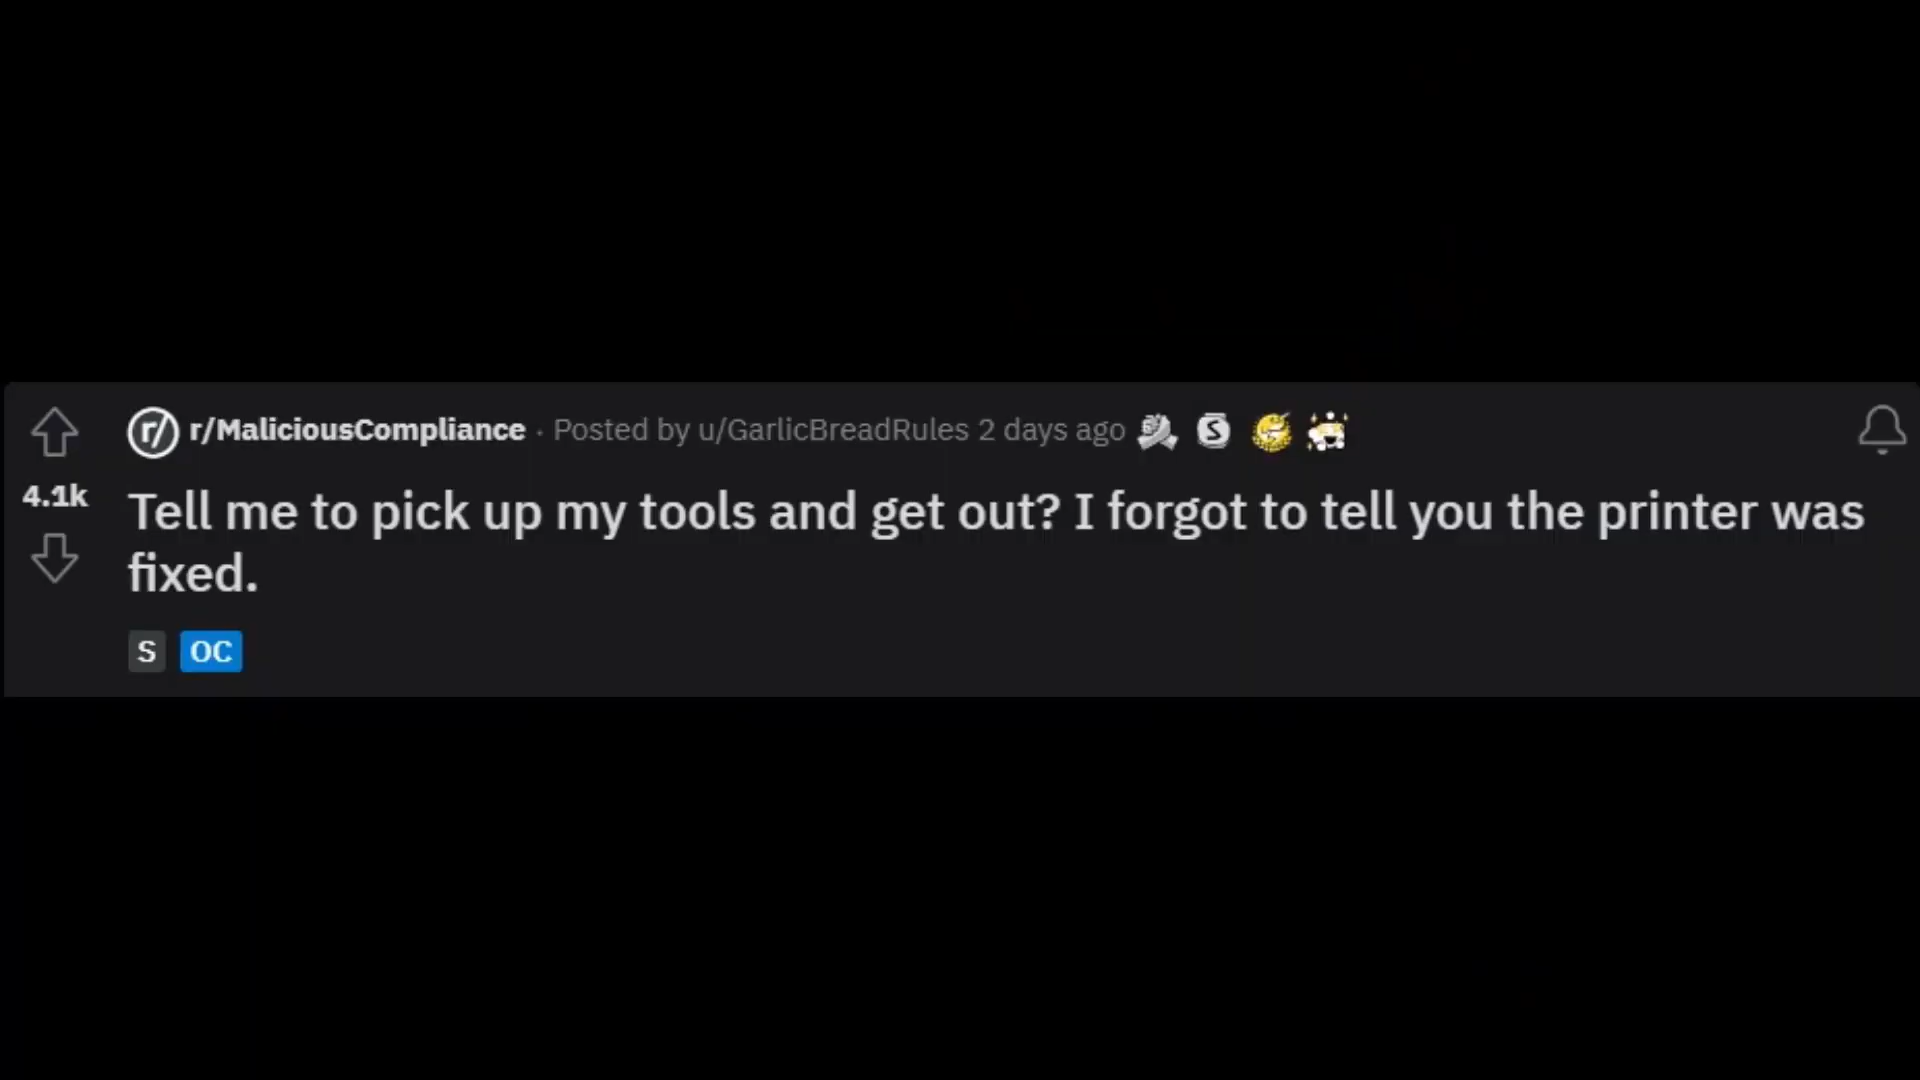 r/MaliciousCompliance · Posted by u/GarlicBreadRules 2 days ago
4.1k
Tell me to pick up my tools and get out? I forgot to tell you the printer was
fixed.
S OC